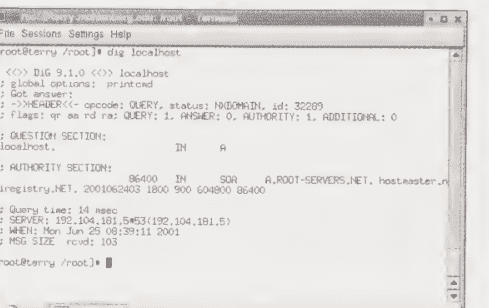 File Sessions Settings Help
root@terry /root]# dig localhost
<<>> DiG 9.1.0 <<>> localhost
; global options: printcmd
; Got answer:
; ->>HEADER<<- opcode: QUERY, status: NXDOMAIN, id: 32289
; flags: qr aa rd ra; QUERY: 1, ANSWER: 0, AUTHORITY: 1, ADDITIONAL: 0
; QUESTION SECTION:
localhost. IN A
; AUTHORITY SECTION:
86400 IN SOA A.ROOT-SERVERS.NET. hostmaster.n
iregistry.NET. 2001062403 1800 900 604800 86400
; Query time: 14 msec
; SERVER: 192.104.181.5#53(192.104.181.5)
; WHEN: Mon Jun 25 08:39:11 2001
; MSG SIZE rcvd: 103
root@terry /root]#